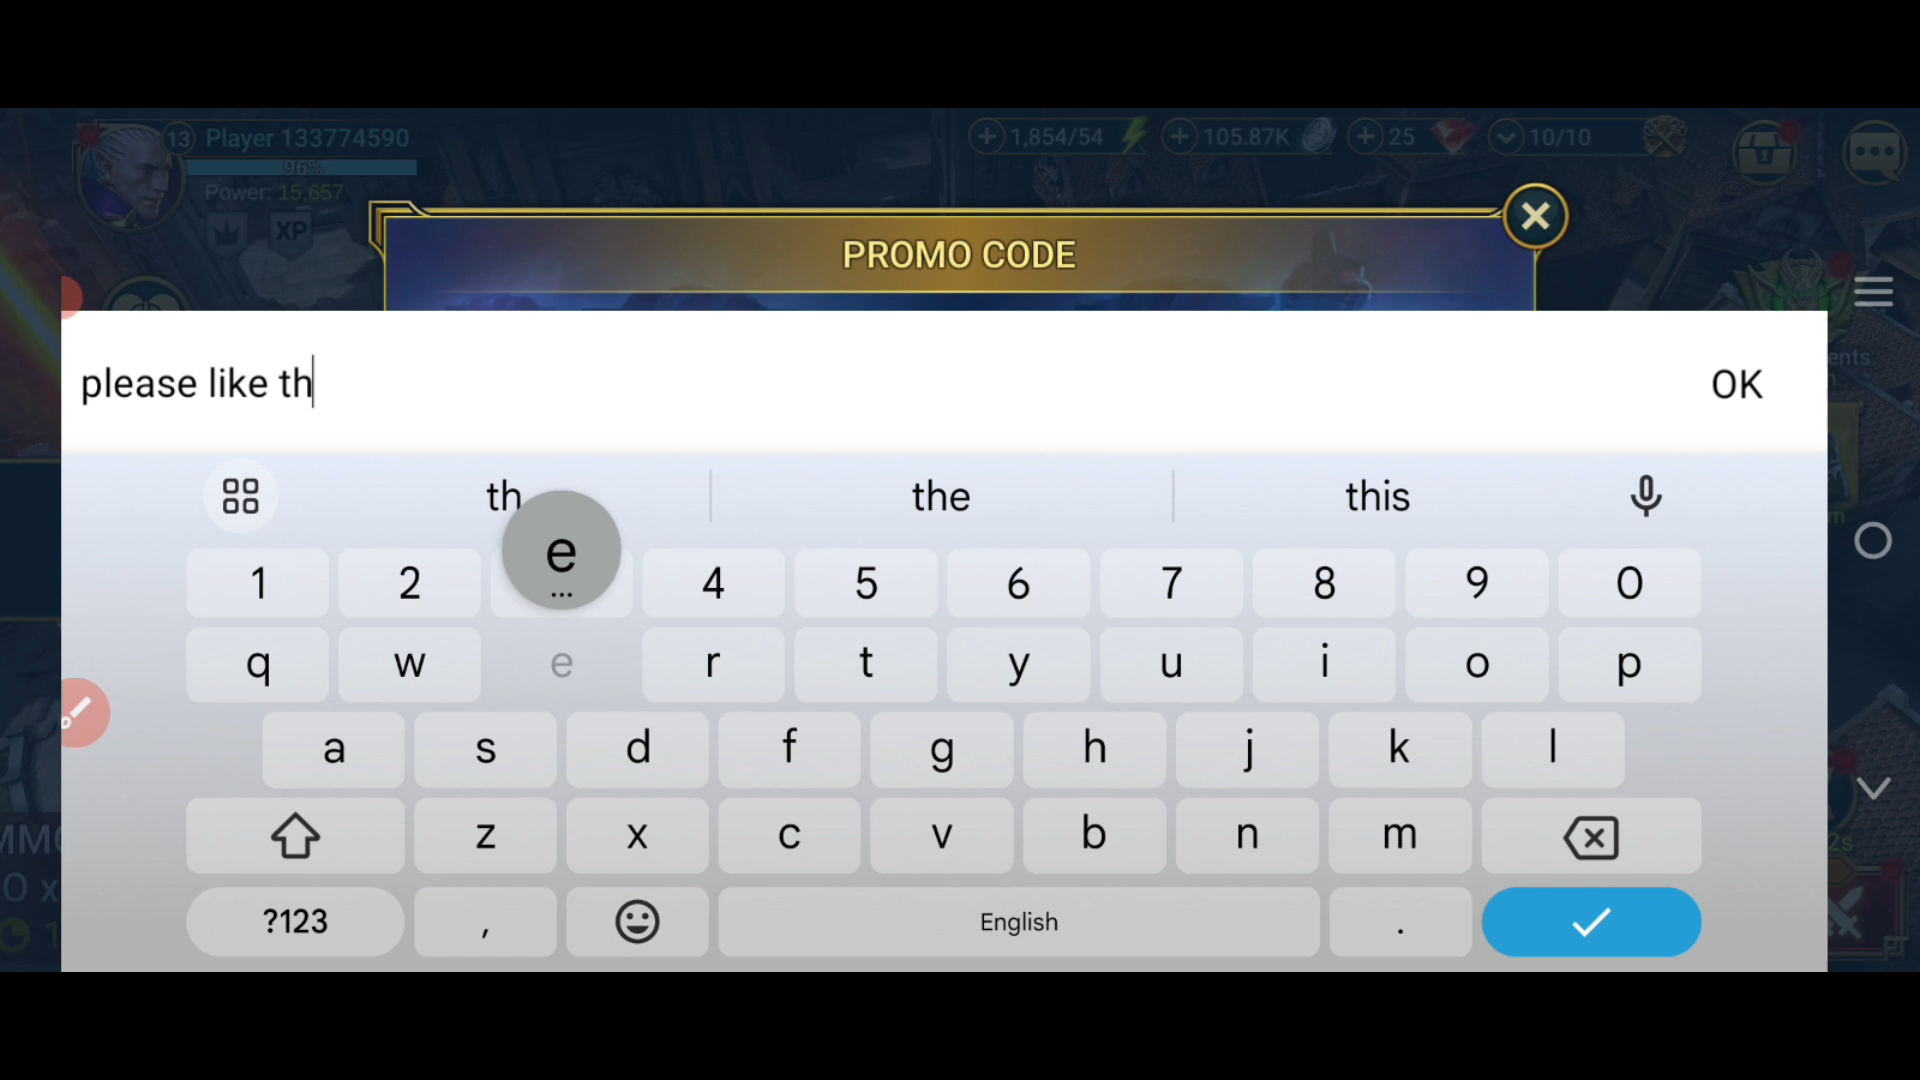 13 Player 133774590
1,854/54
105.87K
25
10/10
96%
Power: 15,657
XP
PROMO CODE
please like th
OK
th
the
this
e
...
1 2 4 5 6 7 8 9 0
q w e r t y u i o p
a s d f g h j k l
z x c v b n m
?123 , English .